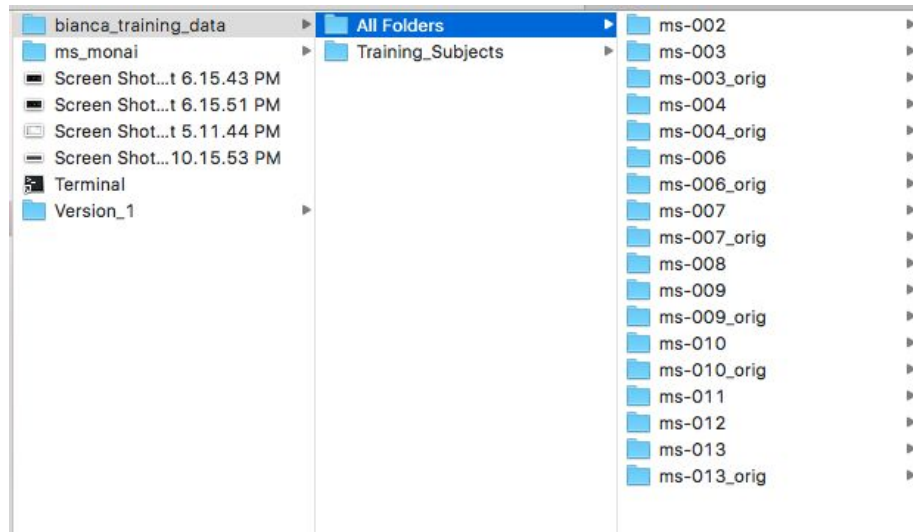 bianca_training_data
ms_monai
Screen Shot...t 6.15.43 PM
Screen Shot...t 6.15.51 PM
Screen Shot...t 5.11.44 PM
Screen Shot...10.15.53 PM
Terminal
Version_1
All Folders
Training_Subjects
ms-002
ms-003
ms-003_orig
ms-004
ms-004_orig
ms-006
ms-006_orig
ms-007
ms-007_orig
ms-008
ms-009
ms-009_orig
ms-010
ms-010_orig
ms-011
ms-012
ms-013
ms-013_orig